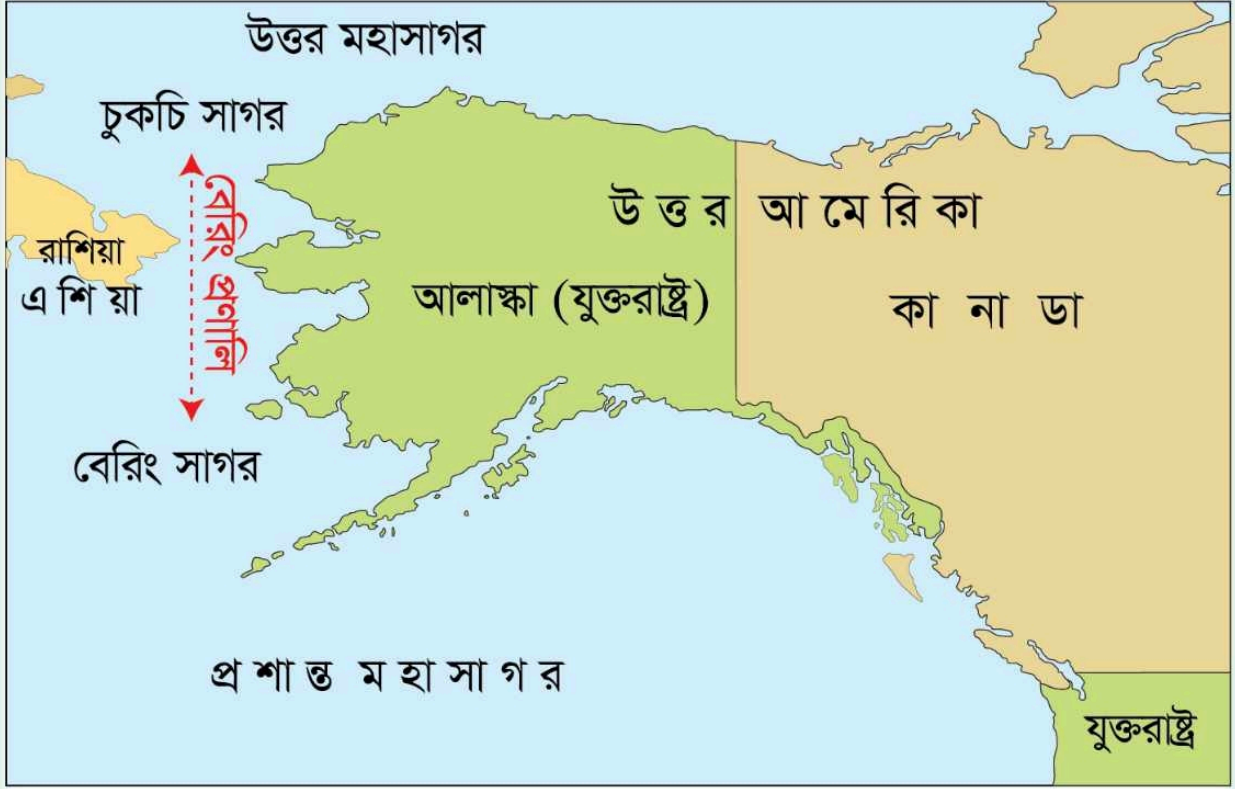 উত্তর মহাসাগর
চুকচি সাগর
বেরিং প্রণালি
উ ত্ত র আ মে রি কা
রাশিয়া
এ শি য়া
আলাস্কা (যুক্তরাষ্ট্র)
কা না ডা
বেরিং সাগর
প্র শা ন্ত ম হা সা গ র
যুক্তরাষ্ট্র